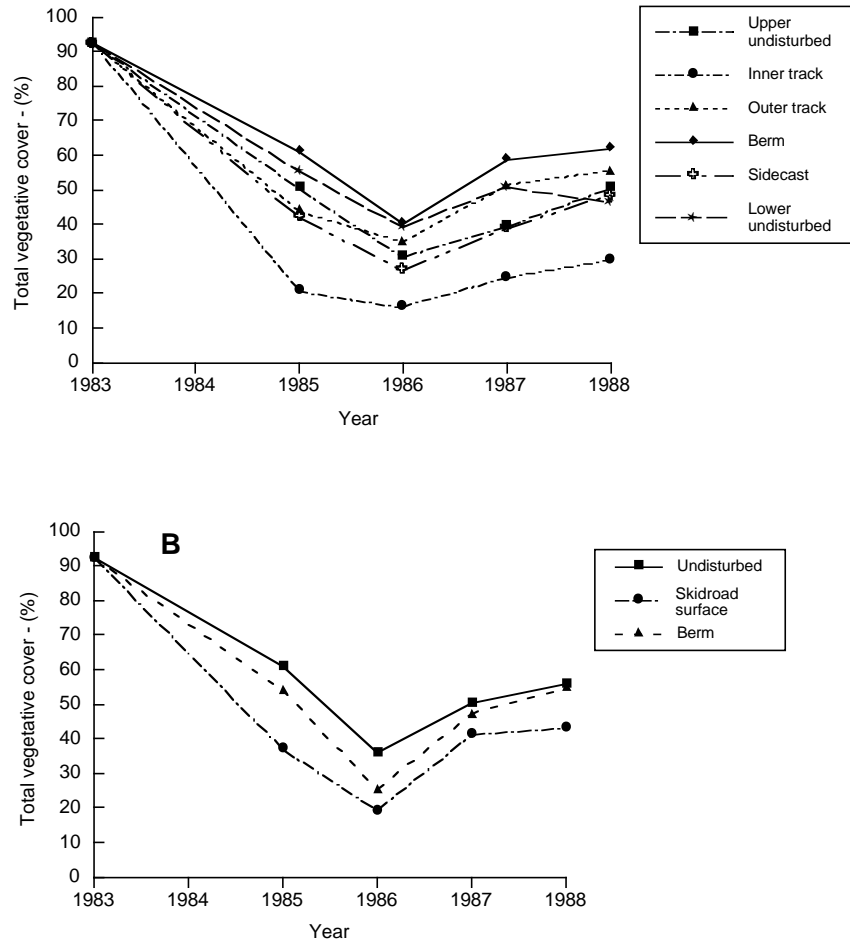 100
90
80
70
60
50
40
30
20
10
0
Total vegetative cover - (%)
1983 1984 1985 1986 1987 1988
Year
Upper
undisturbed
Inner track
Outer track
Berm
Sidecast
Lower
undisturbed
B
100
90
80
70
60
50
40
30
20
10
0
Total vegetative cover - (%)
1983 1984 1985 1986 1987 1988
Year
Undisturbed
Skidroad
surface
Berm